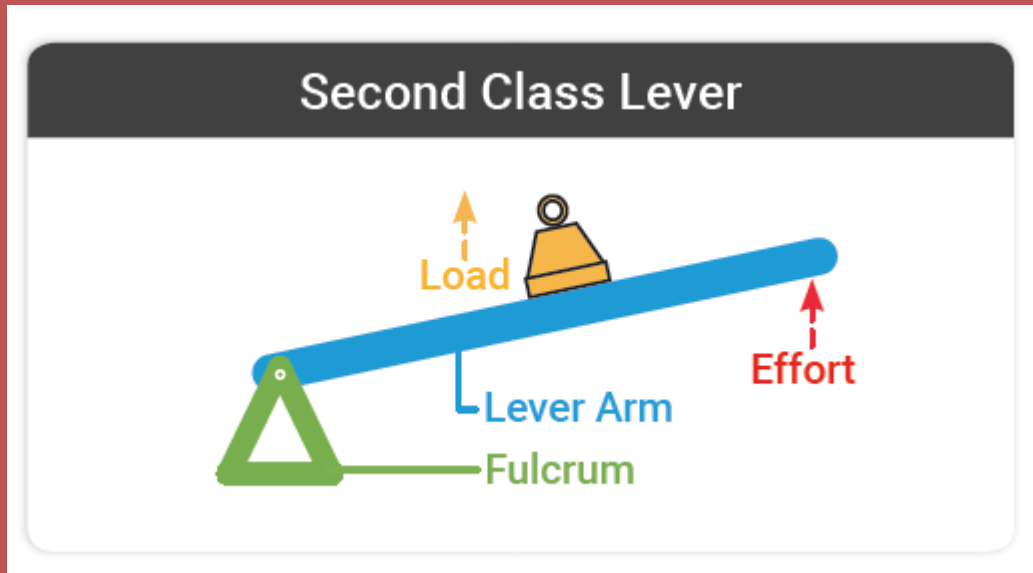 Second Class Lever
Load
Effort
Lever Arm
Fulcrum